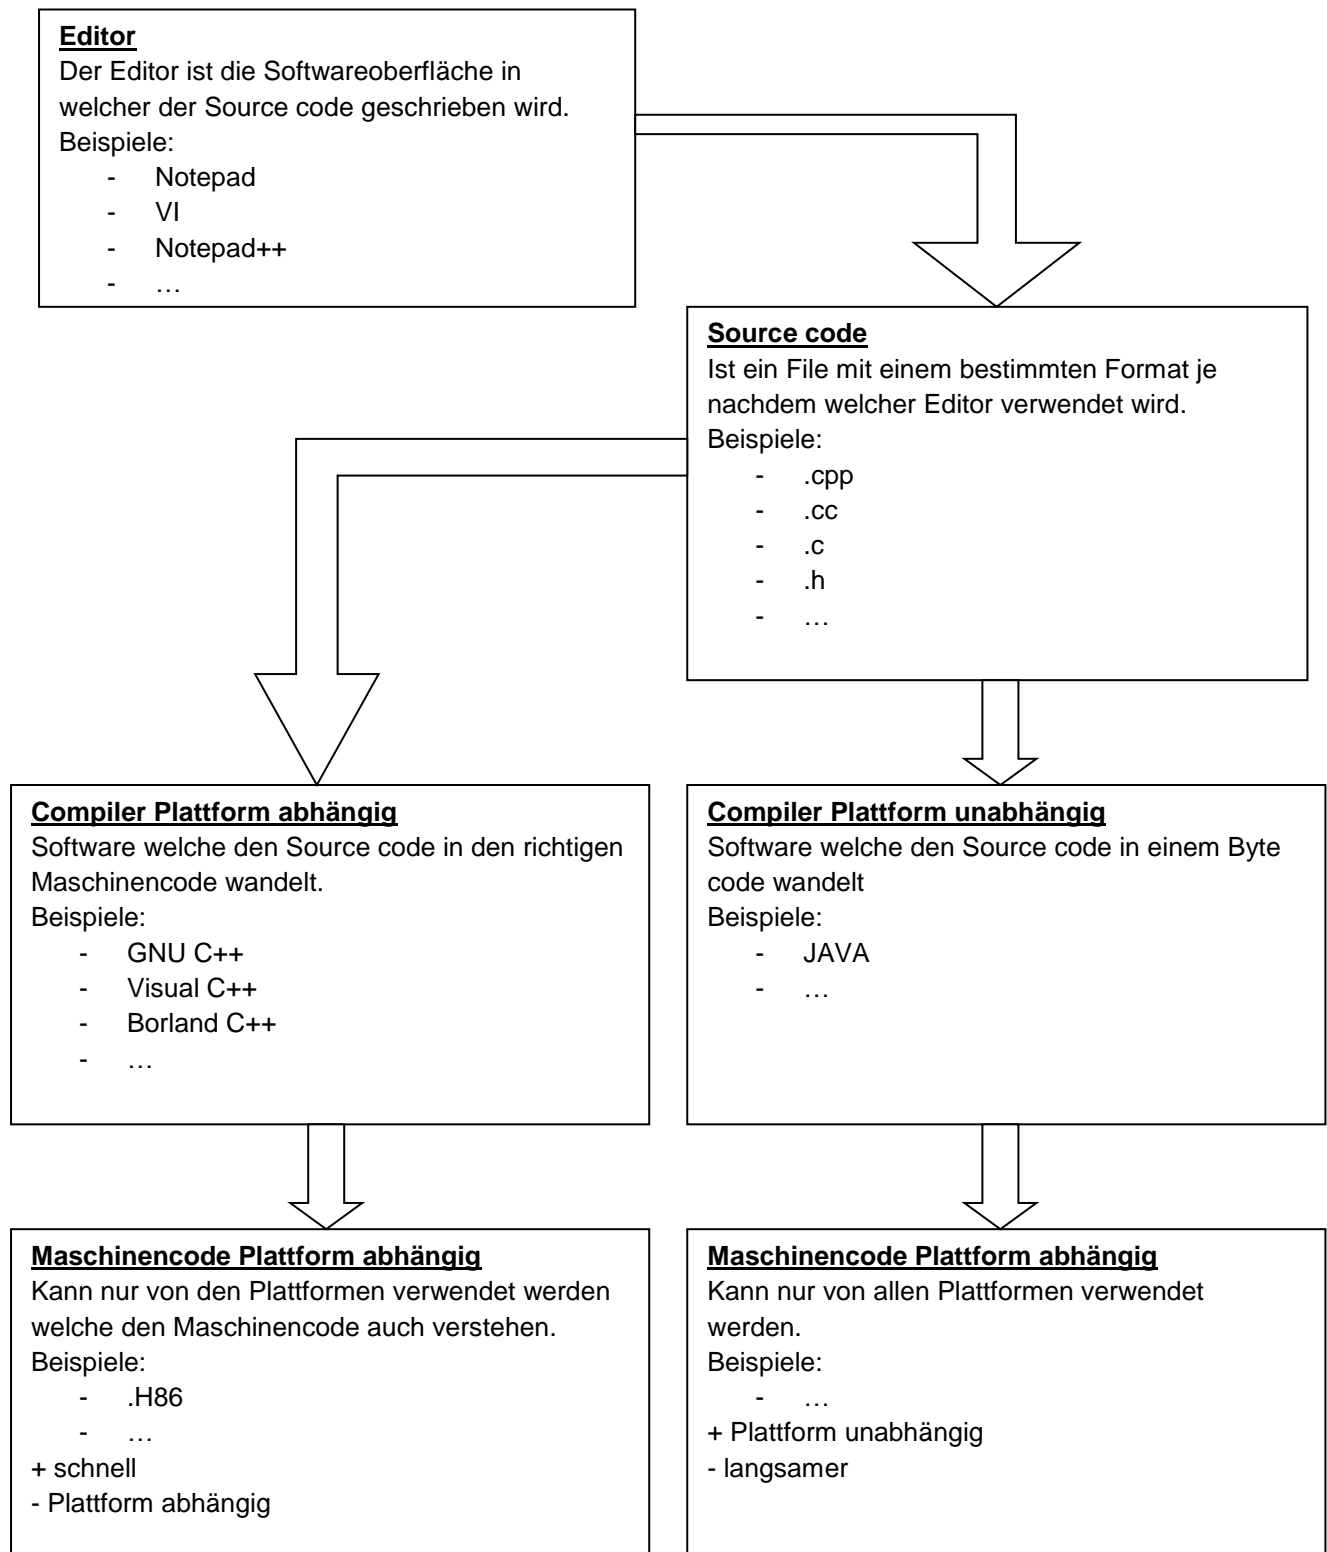 Editor
Der Editor ist die Softwareoberfläche in
welcher der Source code geschrieben wird.
Beispiele:
- Notepad
- VI
- Notepad++
- …
Source code
Ist ein File mit einem bestimmten Format je
nachdem welcher Editor verwendet wird.
Beispiele:
- .cpp
- .cc
- .c
- .h
- …
Compiler Plattform abhängig
Software welche den Source code in den richtigen
Maschinencode wandelt.
Beispiele:
- GNU C++
- Visual C++
- Borland C++
- …
Compiler Plattform unabhängig
Software welche den Source code in einem Byte
code wandelt
Beispiele:
- JAVA
- …
Maschinencode Plattform abhängig
Kann nur von den Plattformen verwendet werden
welche den Maschinencode auch verstehen.
Beispiele:
- .H86
- …
+ schnell
- Plattform abhängig
Maschinencode Plattform abhängig
Kann nur von allen Plattformen verwendet
werden.
Beispiele:
- …
+ Plattform unabhängig
- langsamer